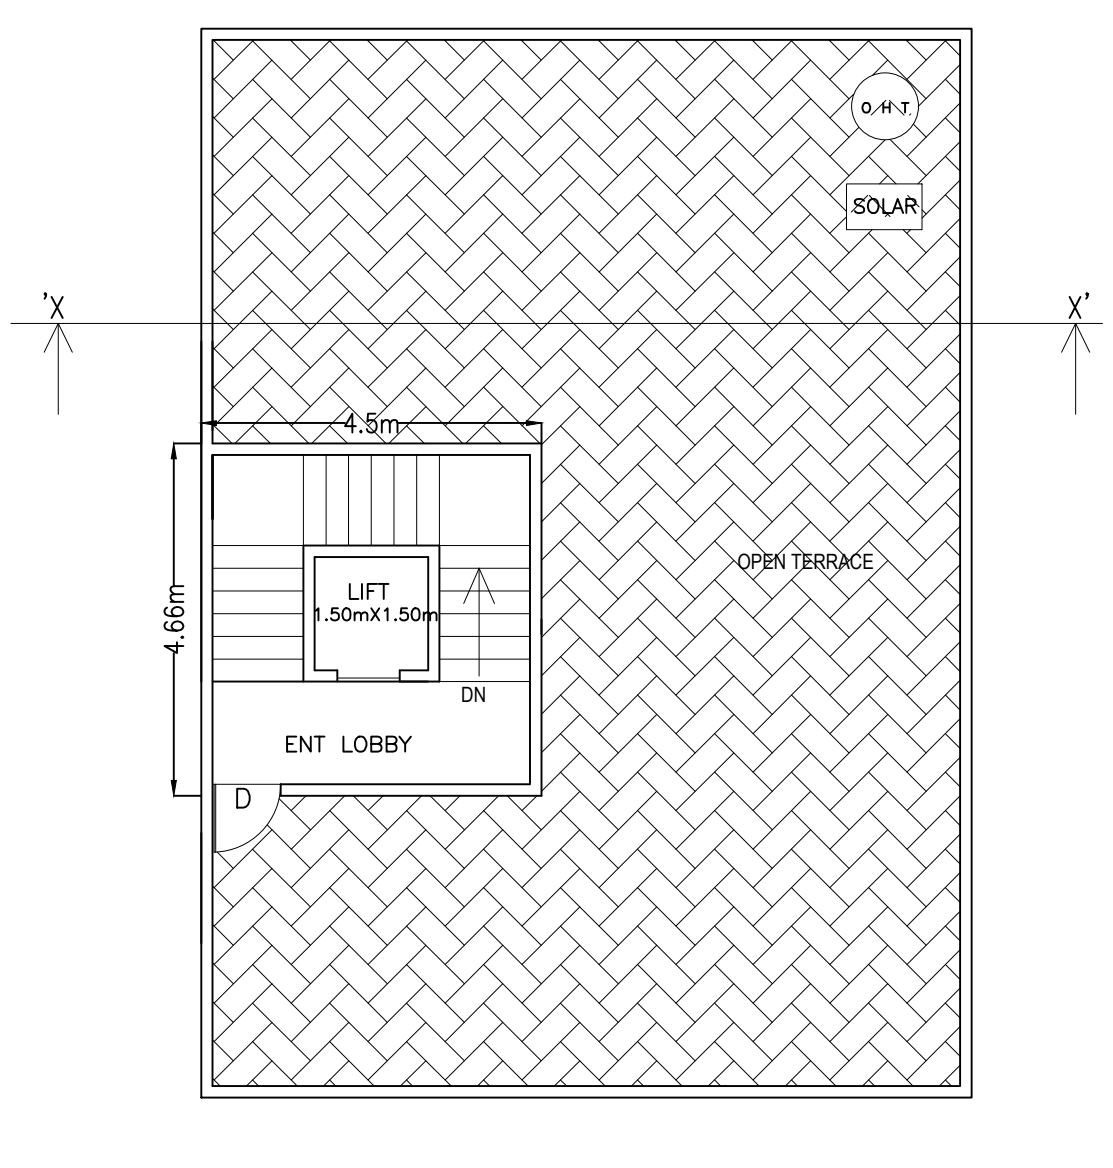 O.H.T.
SOLAR
'X
X'
4.5m
OPEN TERRACE
4.66m
LIFT
1.50mX1.50m
DN
ENT LOBBY
D